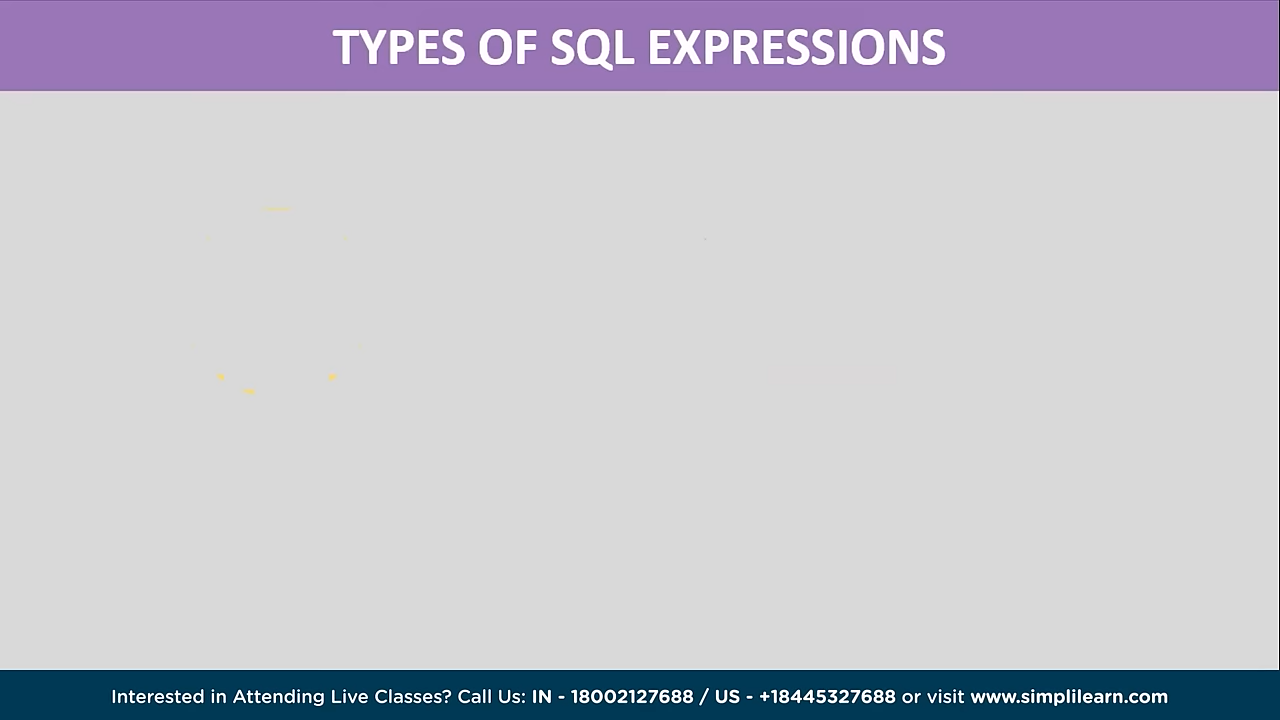 TYPES OF SQL EXPRESSIONS
Interested in Attending Live Classes? Call Us: IN - 18002127688 / US - +18445327688 or visit www.simplilearn.com